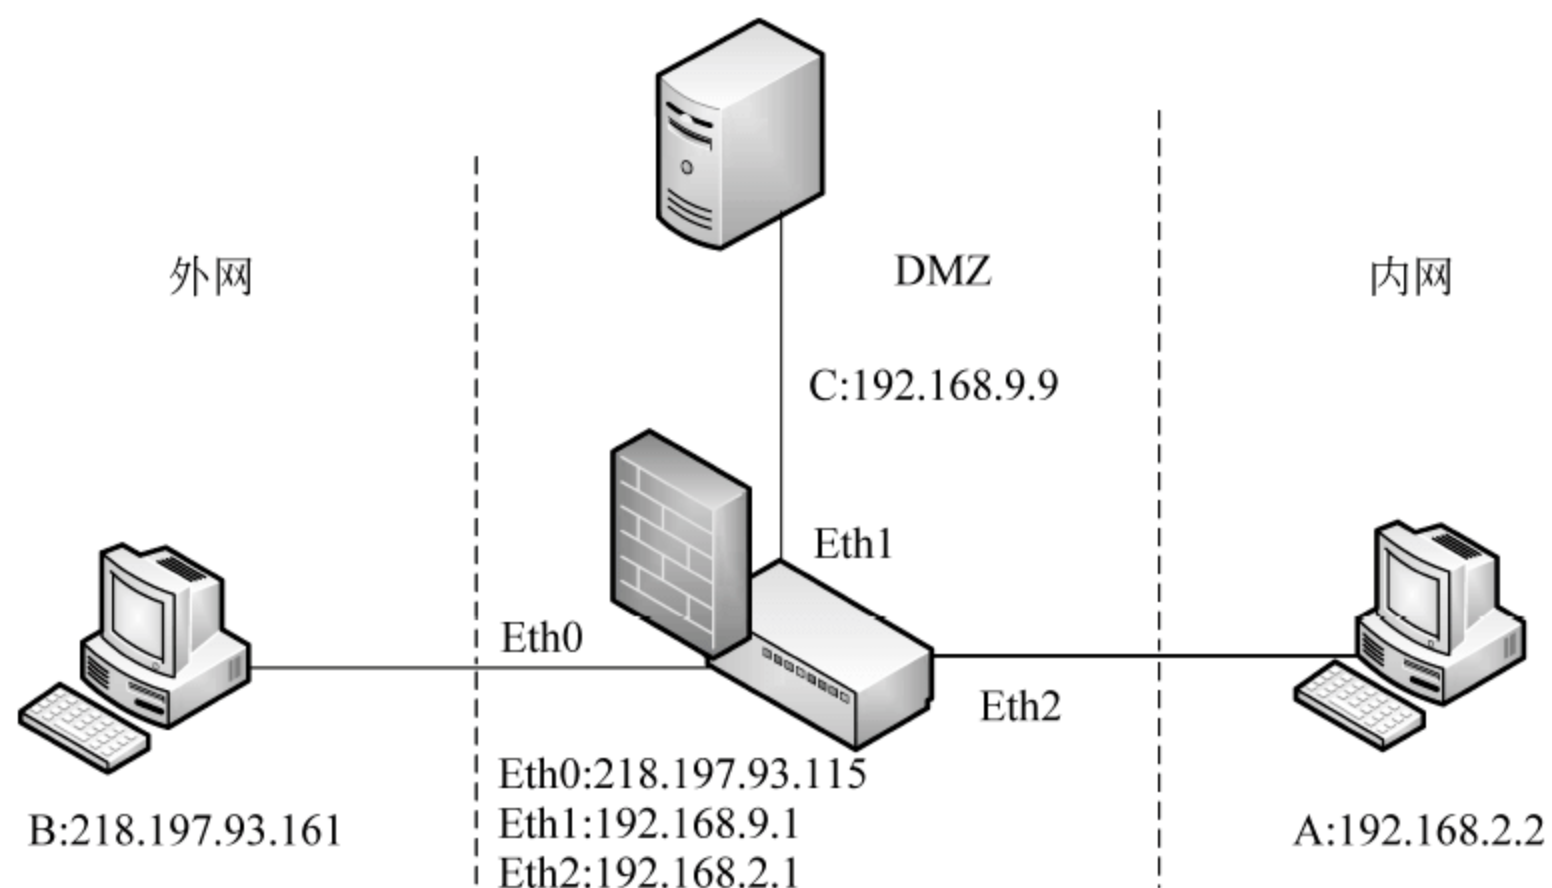 外网
DMZ
内网
C:192.168.9.9
Eth1
Eth0
Eth2
Eth0:218.197.93.115
Eth1:192.168.9.1
Eth2:192.168.2.1
B:218.197.93.161
A:192.168.2.2